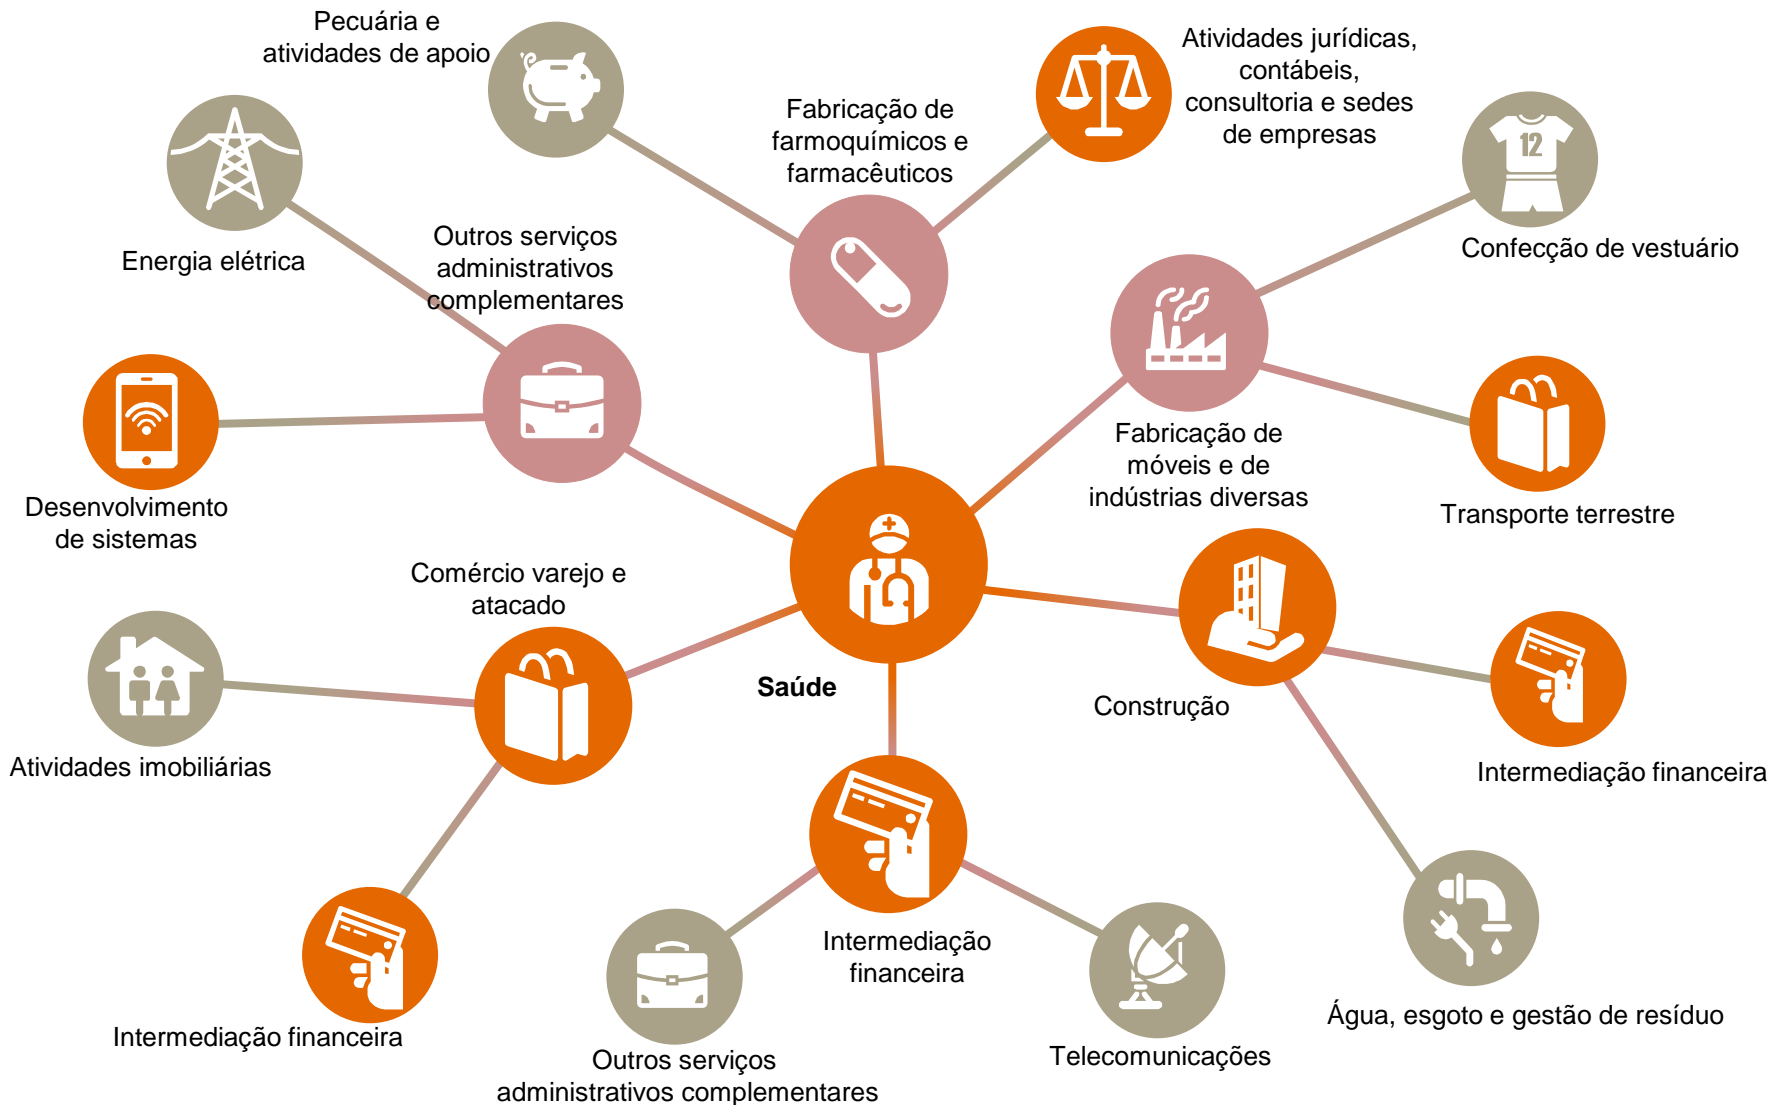 Pecuária e
atividades de apoio
Atividades jurídicas,
contábeis,
consultoria e sedes
de empresas
Fabricação de
farmoquímicos e
farmacêuticos
12
Energia elétrica
Outros serviços
administrativos
complementares
Confecção de vestuário
Fabricação de
móveis e de
indústrias diversas
Transporte terrestre
Desenvolvimento
de sistemas
Comércio varejo e
atacado
Saúde
Construção
Atividades imobiliárias
Intermediação financeira
Intermediação
financeira
Intermediação financeira
Água, esgoto e gestão de resíduo
Outros serviços
administrativos complementares
Telecomunicações